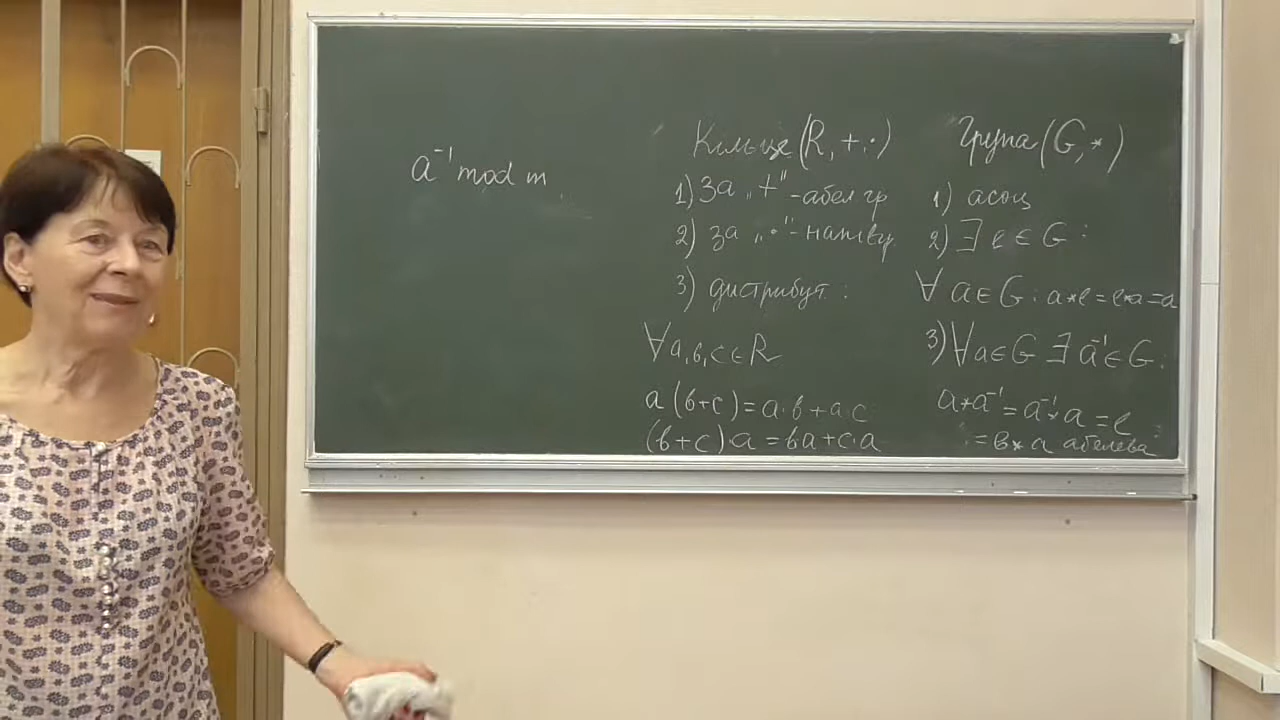 a⁻¹ mod m
Кільце (R, +, ·)
1) За „+" - абел гр
2) за „·" - напівгр
3) дистрибут :
∀ a, b, c ∈ R
a (b+c) = a·b + a·c
(b+c)·a = ba + c·a
Група (G, *)
1) асоц
2) ∃ e ∈ G :
∀ a ∈ G : a*e = e*a = a
3) ∀ a ∈ G ∃ a⁻¹ ∈ G :
a*a⁻¹ = a⁻¹*a = e
= b*a абелева